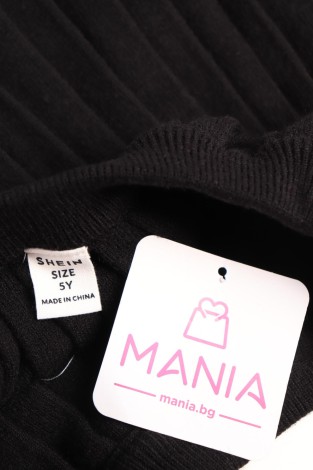 SHEIN
SIZE
5Y
MADE IN CHINA
MANIA
mania.bg